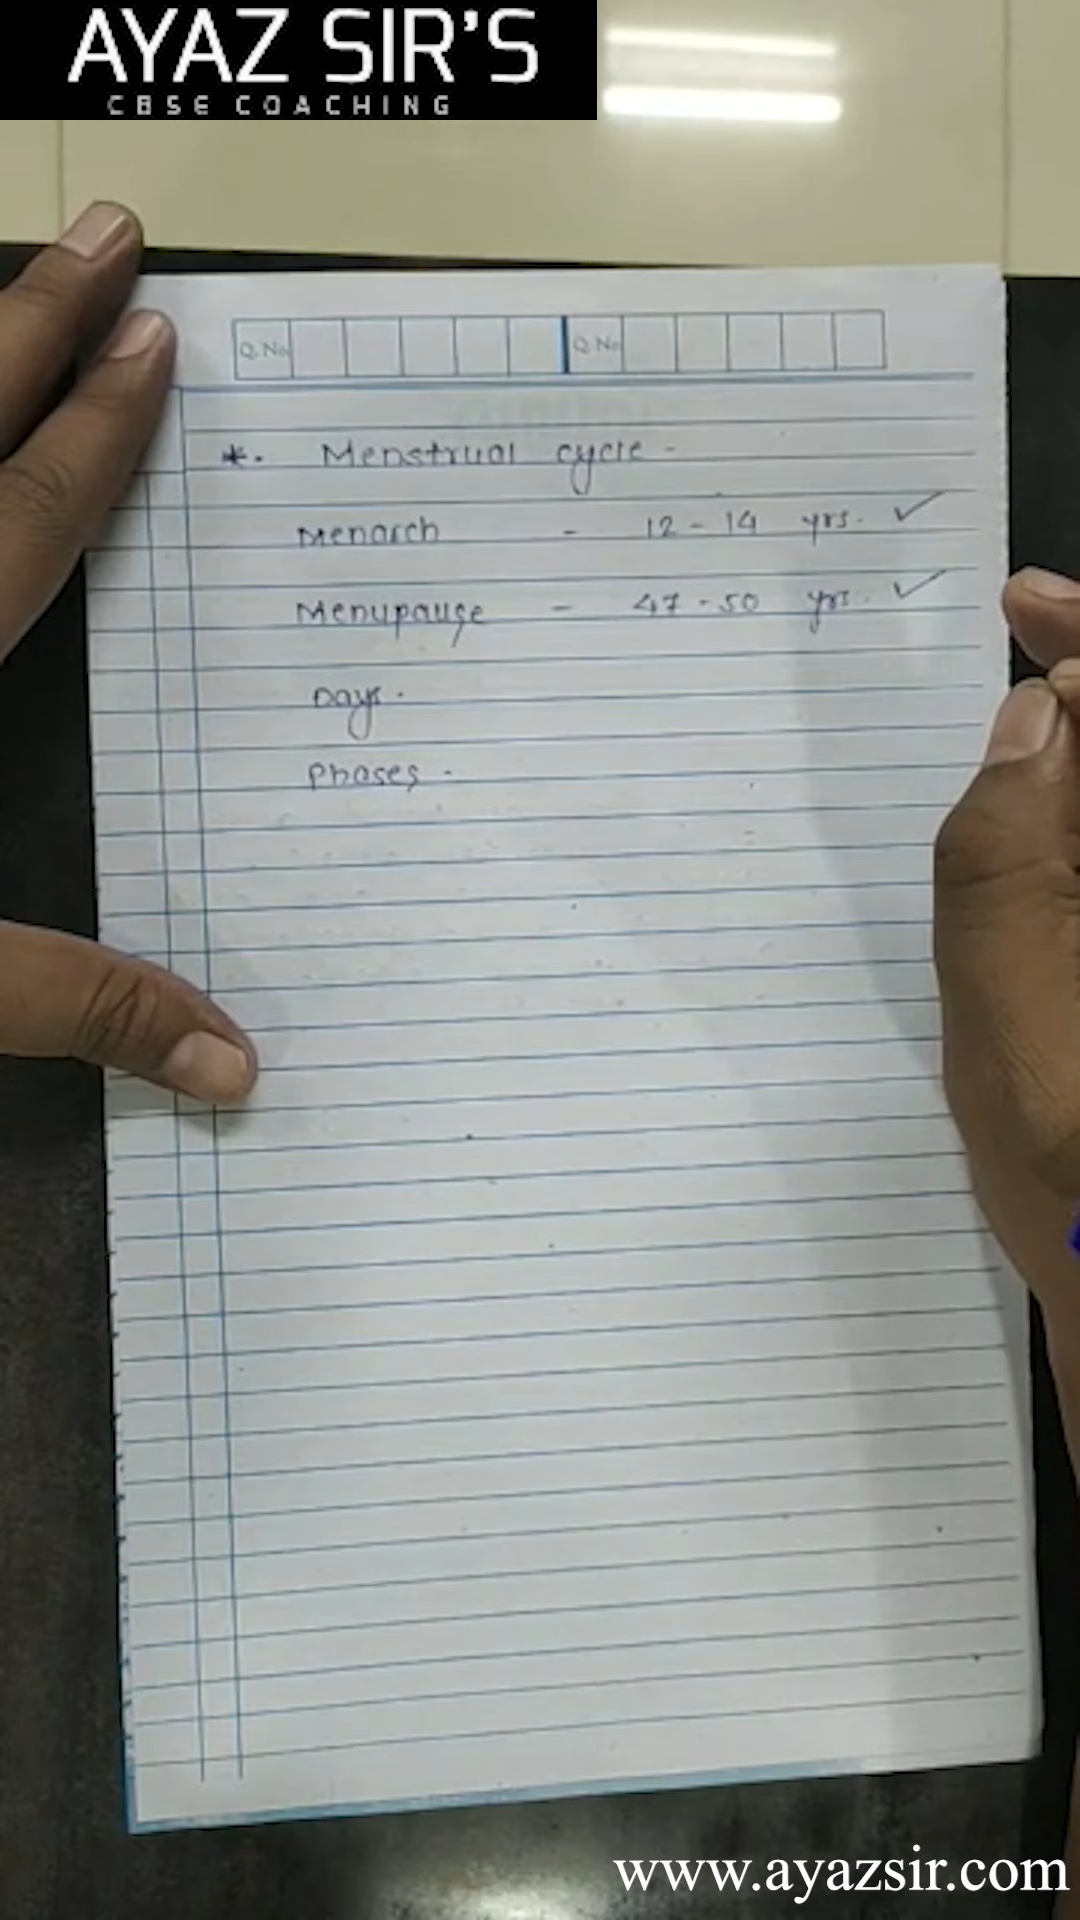 AYAZ SIR'S
CBSE COACHING
Q. No Q. No
*. Menstrual cycle -
Menarch - 12 - 14 yrs. ✓
Menupause - 47 - 50 yrs. ✓
Days -
Phases -
www.ayazsir.com